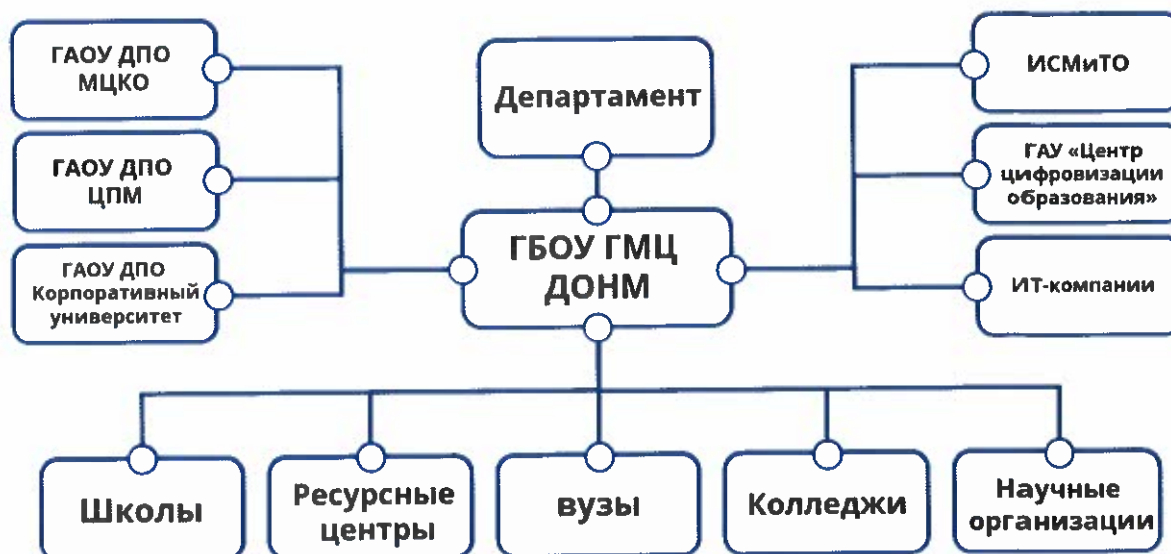 ГАОУ ДПО
МЦКО
Департамент
ИСМиТО
ГАОУ ДПО
ЦПМ
ГАУ «Центр
цифровизации
образования»
ГБОУ ГМЦ
ДОНМ
ГАОУ ДПО
Корпоративный
университет
ИТ-компании
Школы
Ресурсные
центры
вузы
Колледжи
Научные
организации